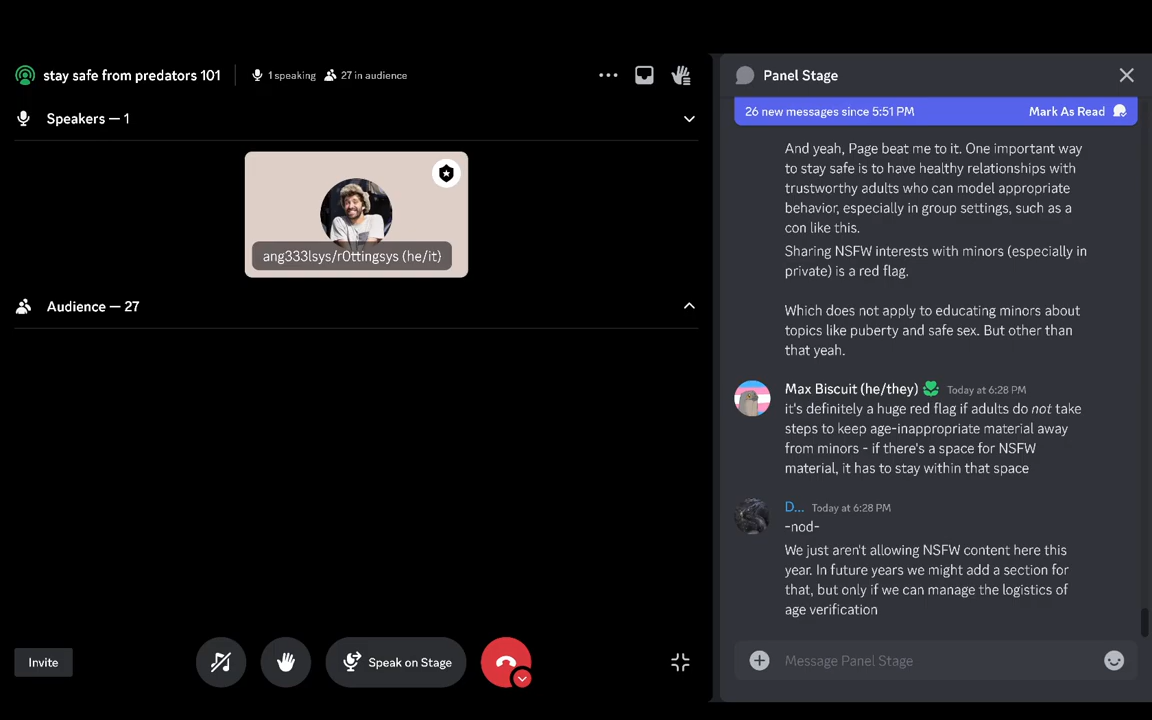 stay safe from predators 101
1 speaking
27 in audience
Speakers — 1
ang333lsys/r0ttingsys (he/it)
Audience — 27
Invite
Speak on Stage
Panel Stage
26 new messages since 5:51 PM
Mark As Read
And yeah, Page beat me to it. One important way
to stay safe is to have healthy relationships with
trustworthy adults who can model appropriate
behavior, especially in group settings, such as a
con like this.
Sharing NSFW interests with minors (especially in
private) is a red flag.
Which does not apply to educating minors about
topics like puberty and safe sex. But other than
that yeah.
Max Biscuit (he/they) Today at 6:28 PM
it's definitely a huge red flag if adults do not take
steps to keep age-inappropriate material away
from minors - if there's a space for NSFW
material, it has to stay within that space
D... Today at 6:28 PM
-nod-
We just aren't allowing NSFW content here this
year. In future years we might add a section for
that, but only if we can manage the logistics of
age verification
Message Panel Stage